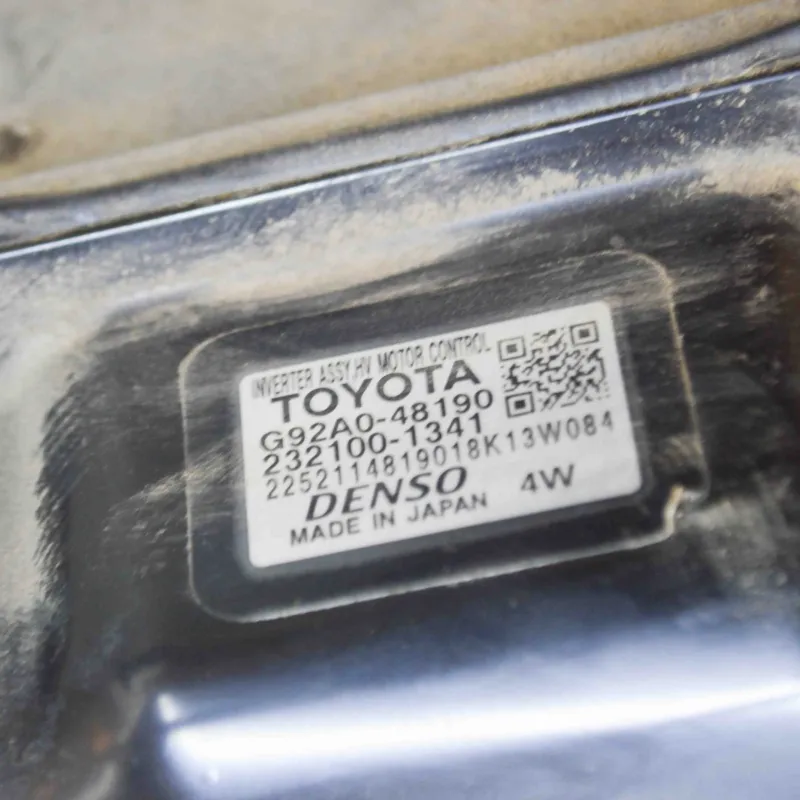 INVERTER ASSY,HV MOTOR CONTROL
TOYOTA
G92A0-48190
232100-1341
2252114819018K13W084
DENSO 4W
MADE IN JAPAN